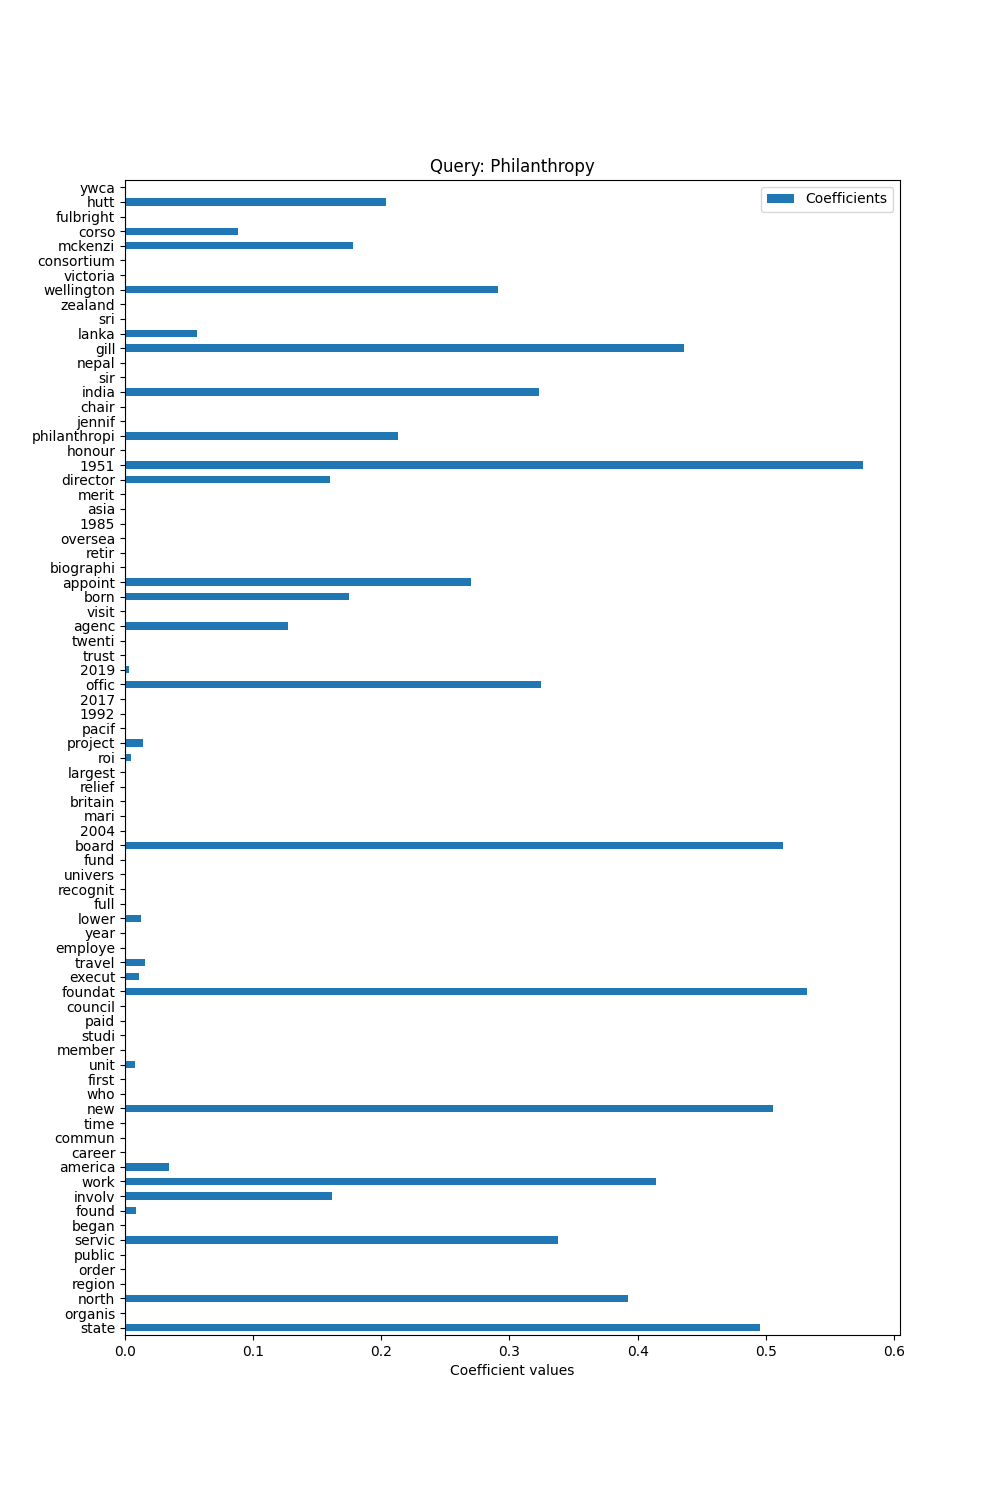 Query: Philanthropy
Coefficients
ywca
hutt
fulbright
corso
mckenzi
consortium
victoria
wellington
zealand
sri
lanka
gill
nepal
sir
india
chair
jennif
philanthropi
honour
1951
director
merit
asia
1985
oversea
retir
biographi
appoint
born
visit
agenc
twenti
trust
2019
offic
2017
1992
pacif
project
roi
largest
relief
britain
mari
2004
board
fund
univers
recognit
full
lower
year
employe
travel
execut
foundat
council
paid
studi
member
unit
first
who
new
time
commun
career
america
work
involv
found
began
servic
public
order
region
north
organis
state
0.0 0.1 0.2 0.3 0.4 0.5 0.6
Coefficient values